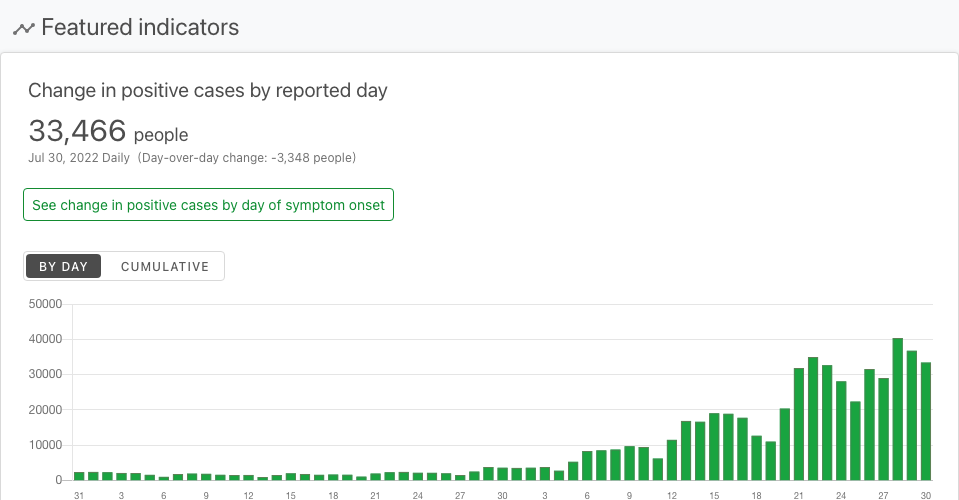 Featured indicators
Change in positive cases by reported day
33,466 people
Jul 30, 2022 Daily (Day-over-day change: -3,348 people)
See change in positive cases by day of symptom onset
BY DAY CUMULATIVE
50000
40000
30000
20000
10000
0
31 3 6 9 12 15 18 21 24 27 30 3 6 9 12 15 18 21 24 27 30